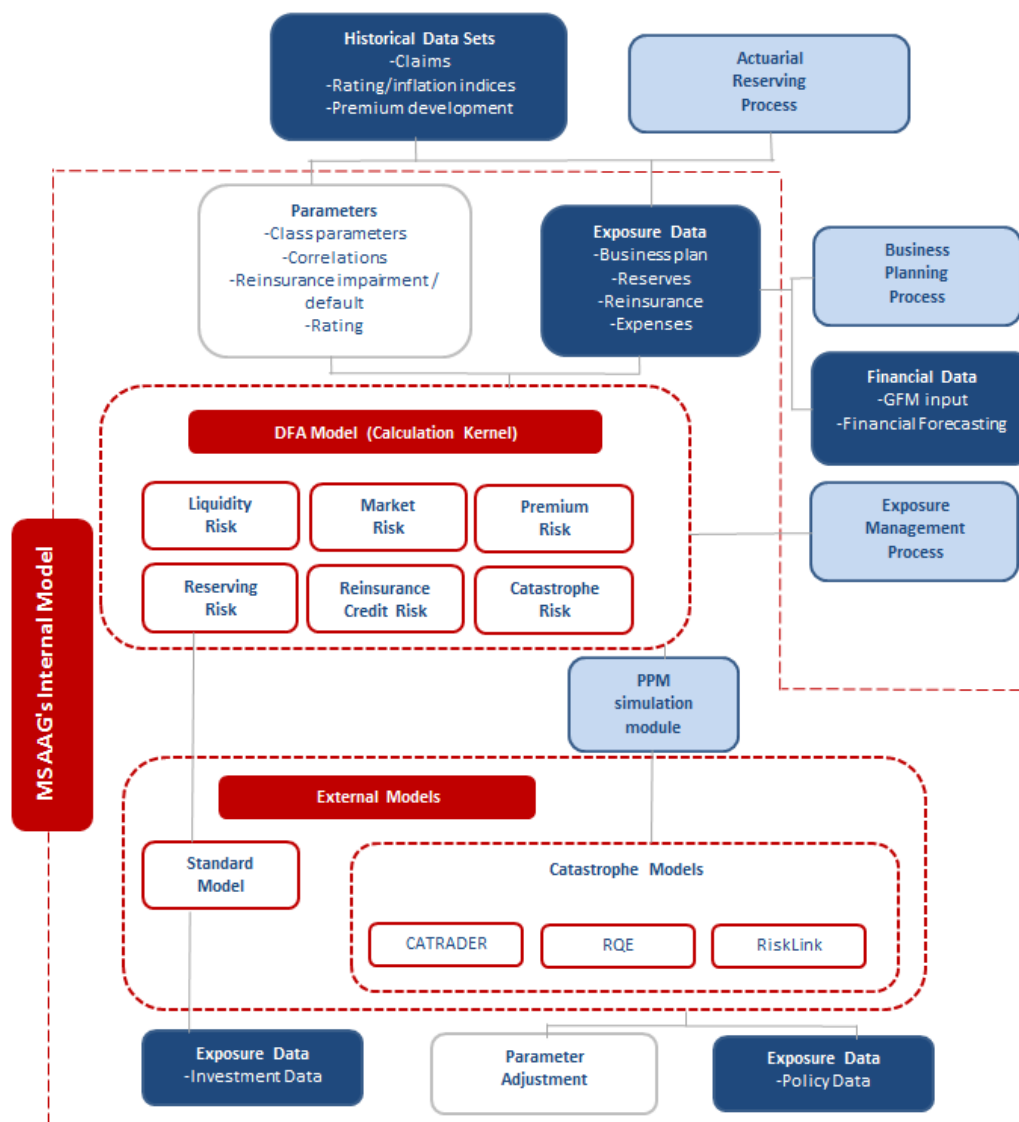 Historical Data Sets
-Claims
-Rating/inflation indices
-Premium development
Actuarial
Reserving
Process
Parameters
-Class parameters
-Correlations
-Reinsurance impairment /
default
-Rating
Exposure Data
-Business plan
-Reserves
-Reinsurance
-Expenses
Business
Planning
Process
Financial Data
-GFM input
-Financial Forecasting
DFA Model (Calculation Kernel)
Liquidity
Risk
Market
Risk
Premium
Risk
Reserving
Risk
Reinsurance
Credit Risk
Catastrophe
Risk
Exposure
Management
Process
MSAAG's Internal Model
PPM
simulation
module
External Models
Standard
Model
Catastrophe Models
CATRADER
RQE
RiskLink
Exposure Data
-Investment Data
Parameter
Adjustment
Exposure Data
-Policy Data